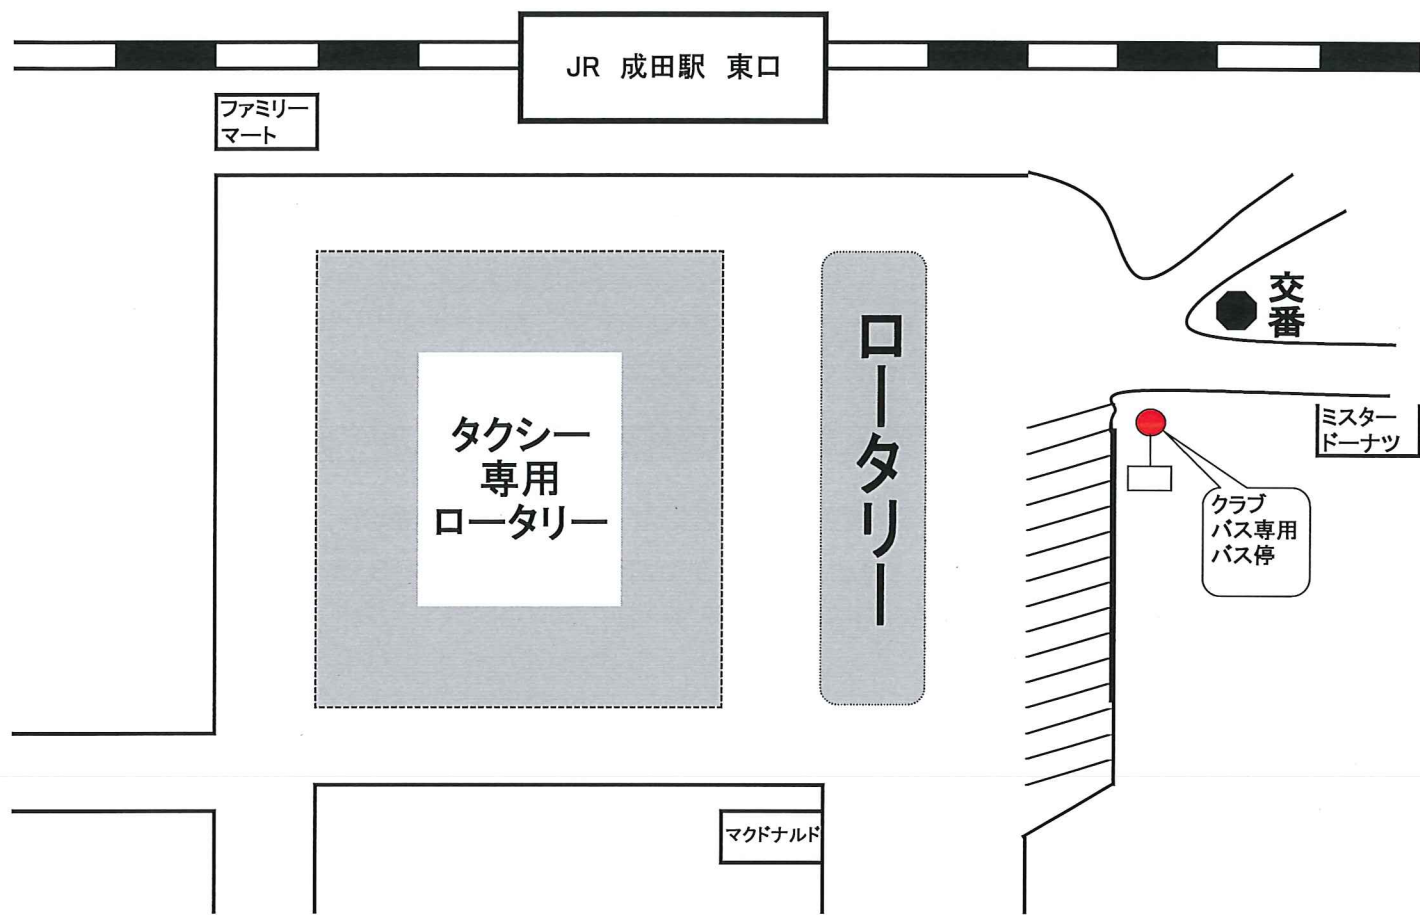 JR 成田駅 東口
ファミリー
マート
交番
ロータリー
タクシー
専用
ロータリー
ミスター
ドーナツ
クラブ
バス専用
バス停
マクドナルド